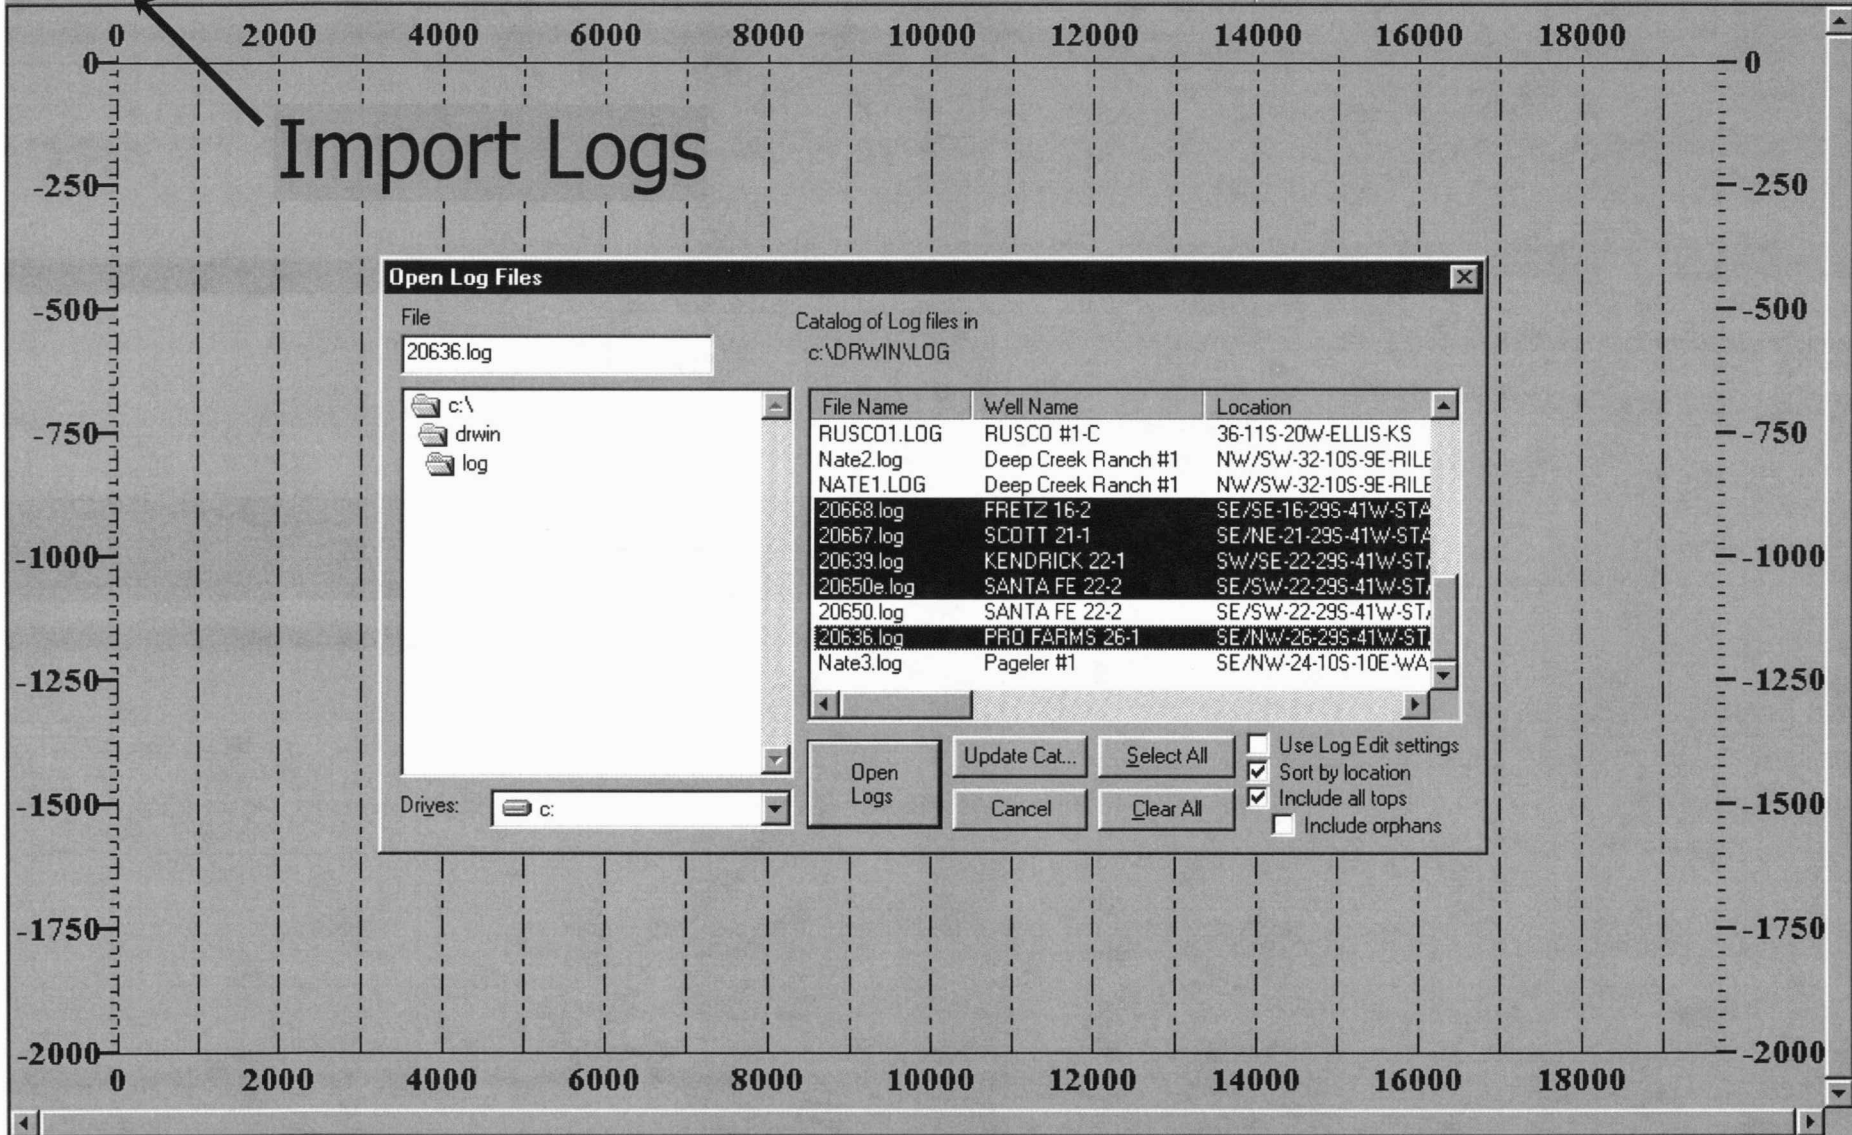 0 2000 4000 6000 8000 10000 12000 14000 16000 18000
0 0
Import Logs
-250 -250
Open Log Files
-500 -500
File
Catalog of Log files in
20636.log
c:\DRWIN\LOG
c:\
drwin
log
File Name Well Name Location
RUSCO1.LOG RUSCO #1-C 36-11S-20W-ELLIS-KS
-750 -750
Nate2.log Deep Creek Ranch #1 NW/SW-32-10S-9E-RILE
NATE1.LOG Deep Creek Ranch #1 NW/SW-32-10S-9E-RILE
20668.log FRETZ 16-2 SE/SE-16-29S-41W-STA
20667.log SCOTT 21-1 SE/NE-21-29S-41W-STA
-1000 -1000
20639.log KENDRICK 22-1 SW/SE-22-29S-41W-STA
20650e.log SANTA FE 22-2 SE/SW-22-29S-41W-STA
20650.log SANTA FE 22-2 SE/SW-22-29S-41W-STA
20636.log PRO FARMS 26-1 SE/NW-26-29S-41W-ST
Nate3.log Pageler #1 SE/NW-24-10S-10E-WA
-1250 -1250
Open Logs
Update Cat... Select All
Use Log Edit settings
Sort by location
-1500 -1500
Drives: c:
Cancel Clear All
Include all tops
Include orphans
-1750 -1750
-2000 -2000
0 2000 4000 6000 8000 10000 12000 14000 16000 18000